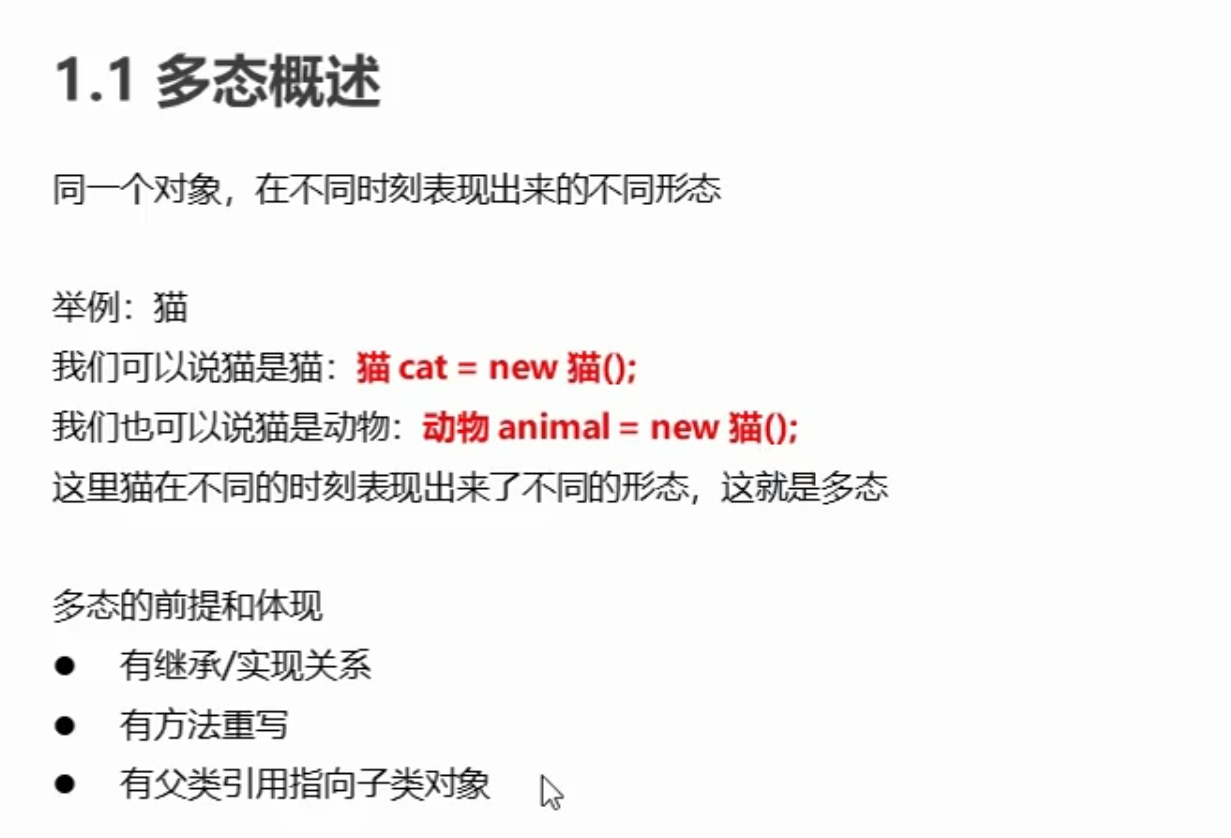 1.1 多态概述
同一个对象，在不同时刻表现出来的不同形态
举例：猫
我们可以说猫是猫：猫 cat = new 猫();
我们也可以说猫是动物：动物 animal = new 猫();
这里猫在不同的时刻表现出来了不同的形态，这就是多态
多态的前提和体现
● 有继承/实现关系
● 有方法重写
● 有父类引用指向子类对象